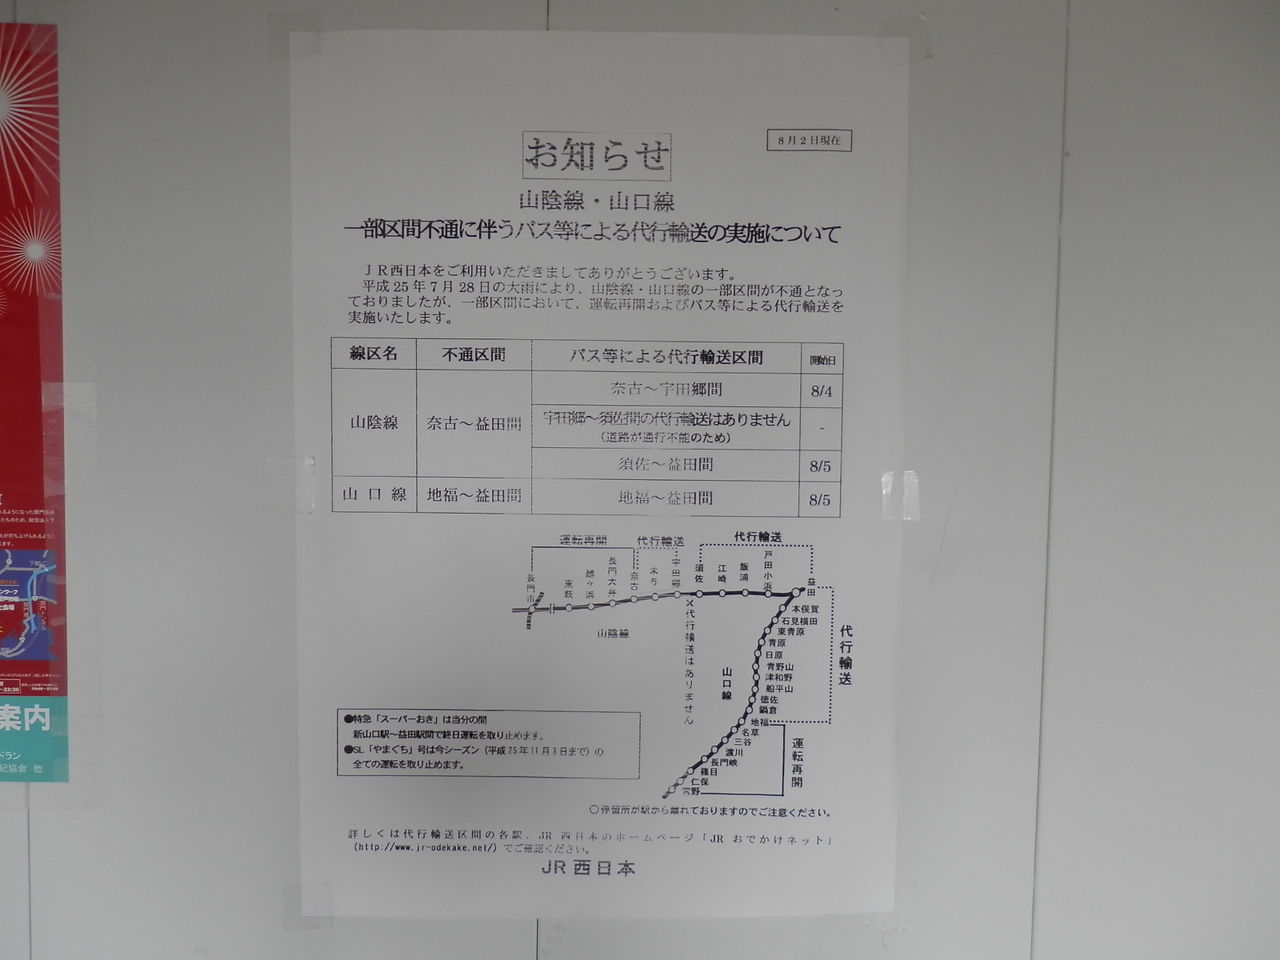 8月2日現在
お知らせ
山陰線・山口線
一部区間不通に伴うバス等による代行輸送の実施について
JR西日本をご利用いただきましてありがとうございます。
平成25年7月28日の大雨により、山陰線・山口線の一部区間が不通となっ
ておりましたが、一部区間において、運転再開およびバス等による代行輸送を
実施いたします。
線区名 不通区間 バス等による代行輸送区間 開始日
山陰線 奈古～益田間 奈古～宇田郷間 8/4
宇田郷～須佐間の代行輸送はありません -
(道路が通行不能のため)
須佐～益田間 8/5
山口線 地福～益田間 地福～益田間 8/5
運転再開 代行輸送 代行輸送
長門市
東萩
越ヶ浜
長門大井
奈古
木与
宇田郷
須佐
江崎
飯浦
戸田小浜
益田
山陰線
×代行輸送はありません
本俣賀
石見横田
東青原
青原
日原
青野山
津和野
船平山
徳佐
鍋倉
地福
名草
三谷
渡川
長門峡
篠目
仁保
宮野
山口線
代行輸送
運転再開
●特急「スーパーおき」は当分の間
新山口駅～益田駅間で終日運転を取り止めます。
●SL「やまぐち」号は今シーズン(平成25年11月3日まで)の
全ての運転を取り止めます。
○停留所が駅から離れておりますのでご注意ください。
詳しくは代行輸送区間の各駅、JR西日本のホームページ「JRおでかけネット」
(http://www.jr-odekake.net/)でご確認ください。
JR西日本
案内